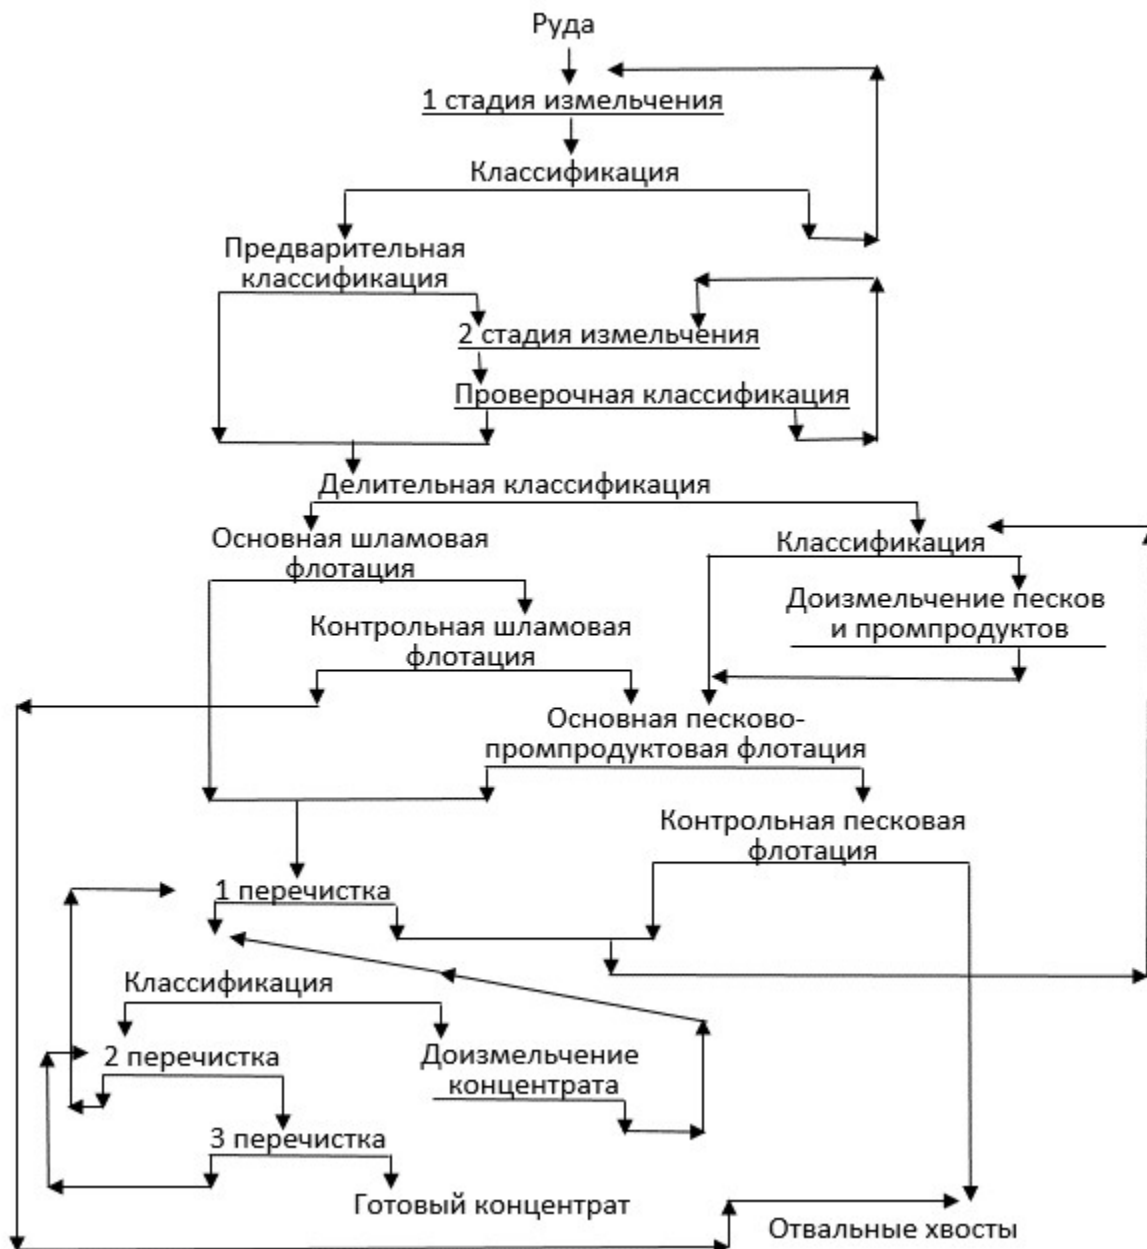 Руда
1 стадия измельчения
Классификация
Предварительная
классификация
2 стадия измельчения
Проверочная классификация
Делительная классификация
Основная шламовая
флотация
Классификация
Доизмельчение песков
и промпродуктов
Контрольная шламовая
флотация
Основная песково-
промпродуктовая флотация
Контрольная песковая
флотация
1 перечистка
Классификация
2 перечистка
Доизмельчение
концентрата
3 перечистка
Готовый концентрат
Отвальные хвосты